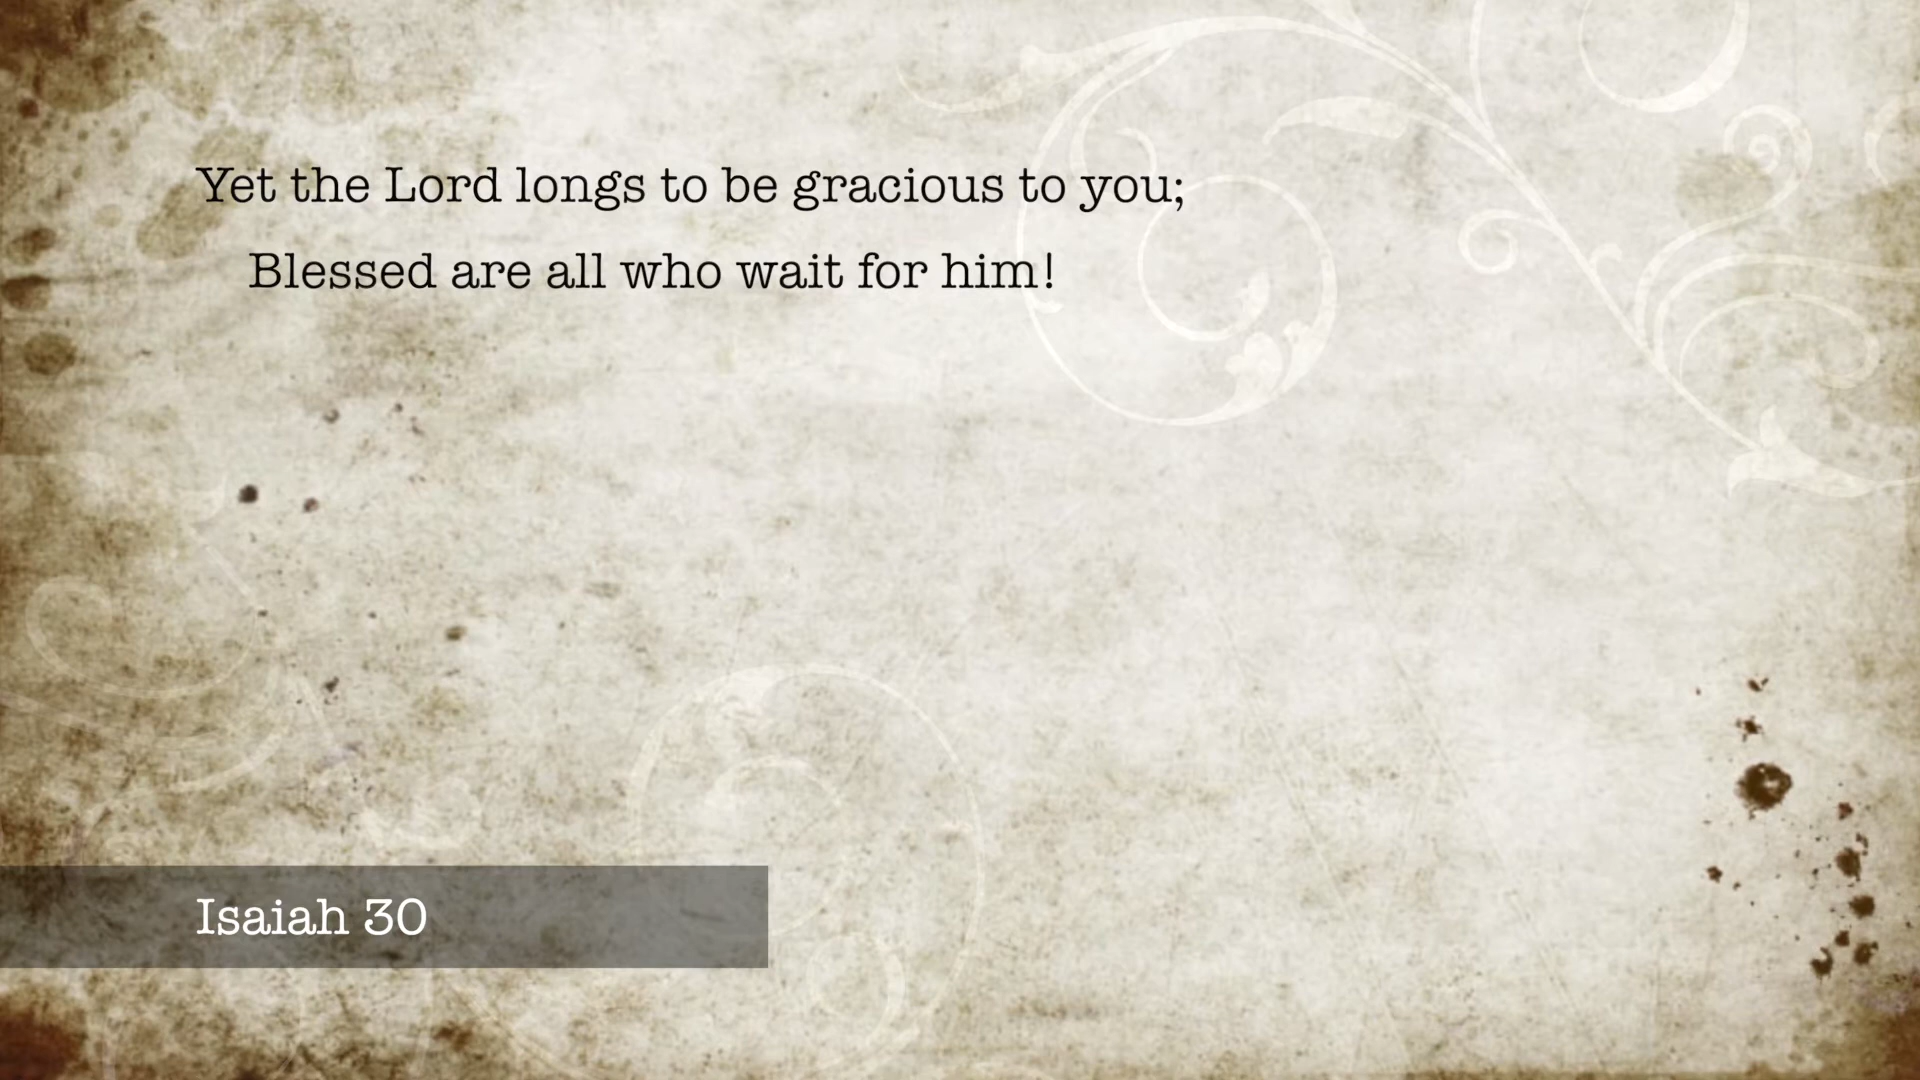 Yet the Lord longs to be gracious to you;
Blessed are all who wait for him!
Isaiah 30